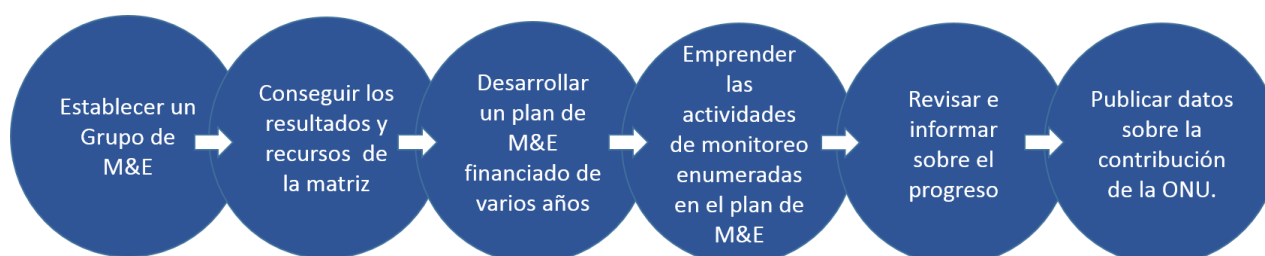 Establecer un
Grupo de
M&E
Conseguir los
resultados y
recursos de
la matriz
Desarrollar
un plan de
M&E
financiado de
varios años
Emprender
las
actividades
de monitoreo
enumeradas
en el plan de
M&E
Revisar e
informar
sobre el
progreso
Publicar datos
sobre la
contribución
de la ONU.